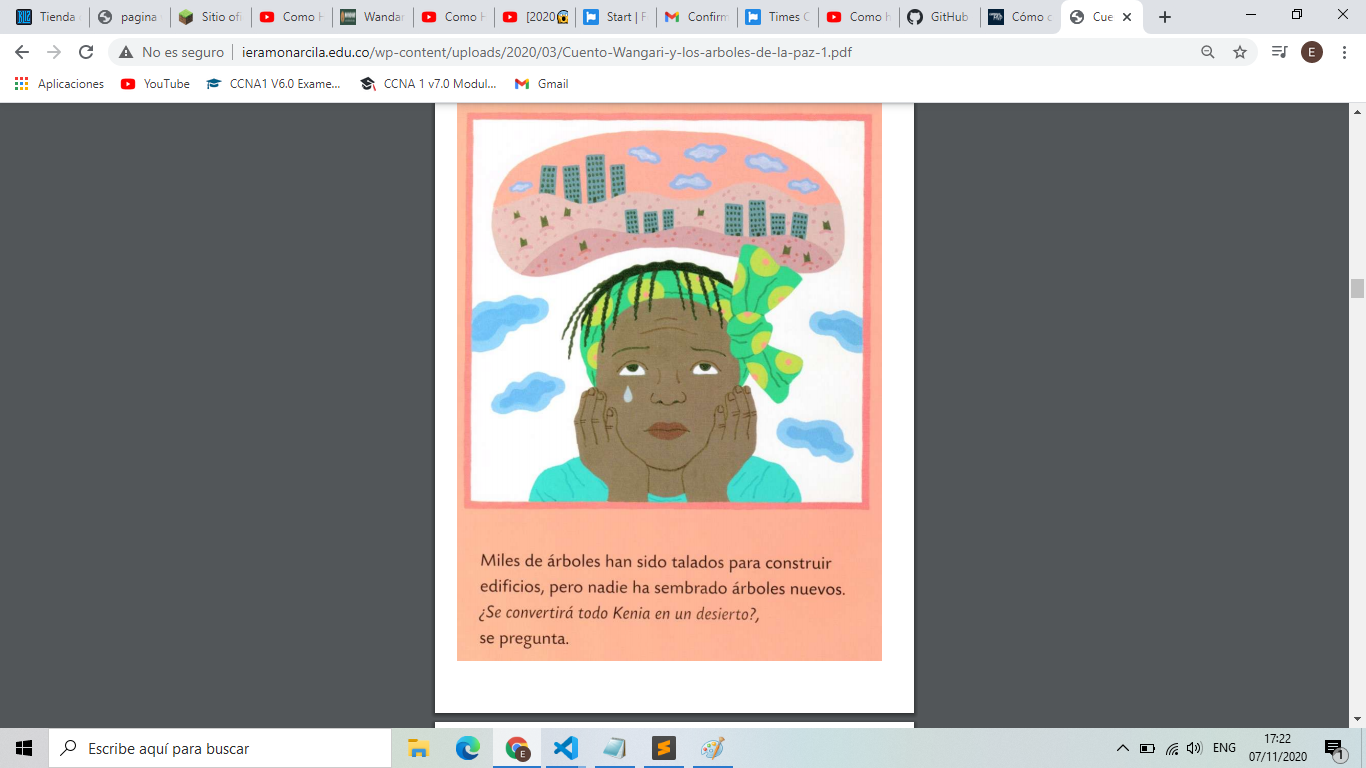 Tienda
pagina
Sitio ofi
Como H
Wandar
Como H
[2020
Start | F
Confirm
Times C
Como h
GitHub
Cómo c
Cue
No es seguro | ieramonarcila.edu.co/wp-content/uploads/2020/03/Cuento-Wangari-y-los-arboles-de-la-paz-1.pdf
E
Aplicaciones
YouTube
CCNA1 V6.0 Exame...
CCNA 1 v7.0 Modul...
Gmail
Miles de árboles han sido talados para construir
edificios, pero nadie ha sembrado árboles nuevos.
¿Se convertirá todo Kenia en un desierto?,
se pregunta.
Escribe aquí para buscar
E
ENG
17:22
07/11/2020
1